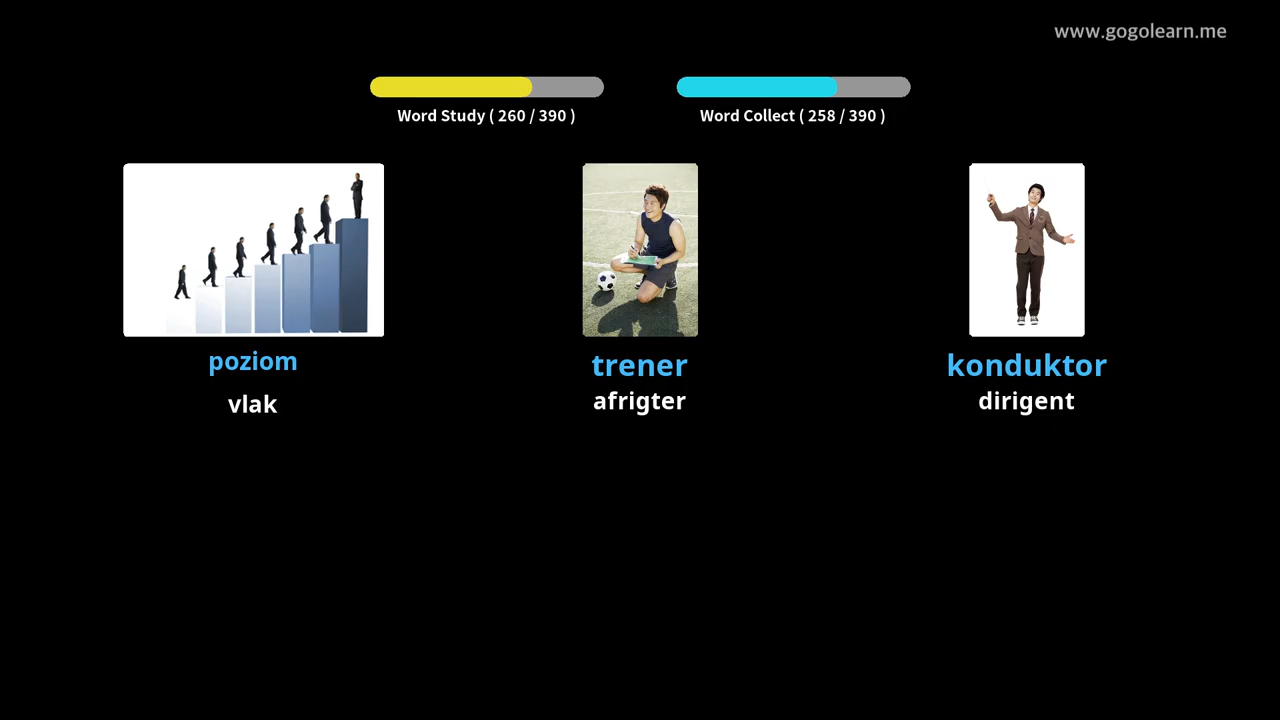 www.gogolearn.me
Word Study ( 260 / 390 )
Word Collect ( 258 / 390 )
poziom
vlak
trener
afrigter
konduktor
dirigent